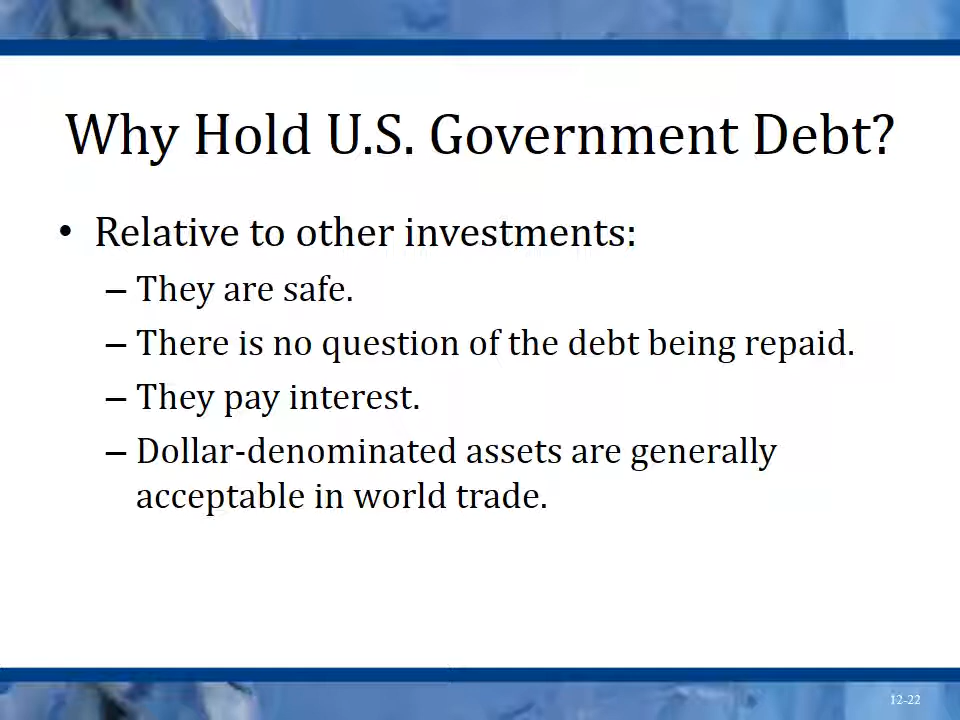 Why Hold U.S. Government Debt?
• Relative to other investments:
– They are safe.
– There is no question of the debt being repaid.
– They pay interest.
– Dollar-denominated assets are generally
acceptable in world trade.
12-22